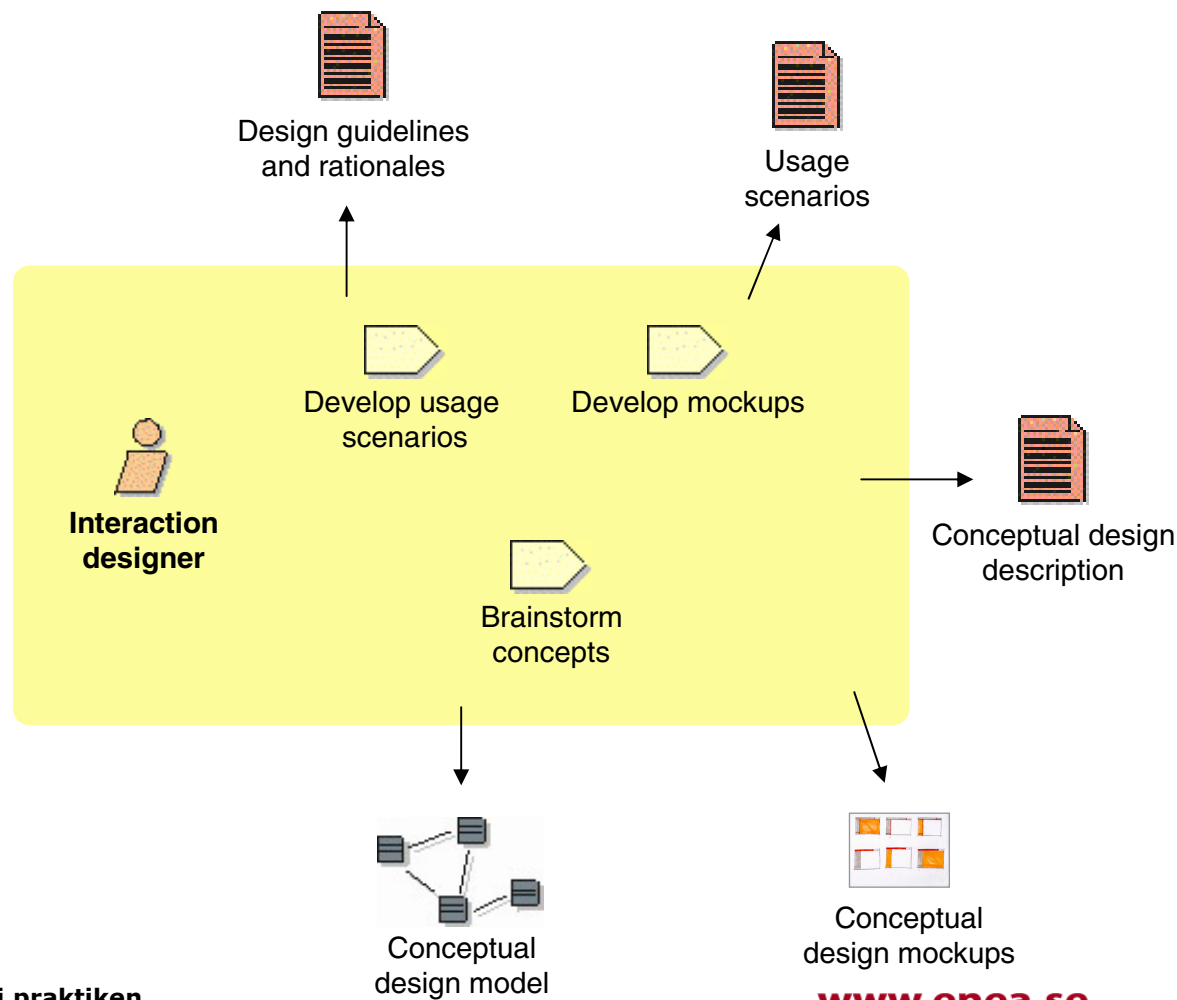 Design guidelines
and rationales
Usage
scenarios
Develop usage
scenarios
Develop mockups
Interaction
designer
Conceptual design
description
Brainstorm
concepts
Conceptual
design model
Conceptual
design mockups
i praktiken
www.enea.se